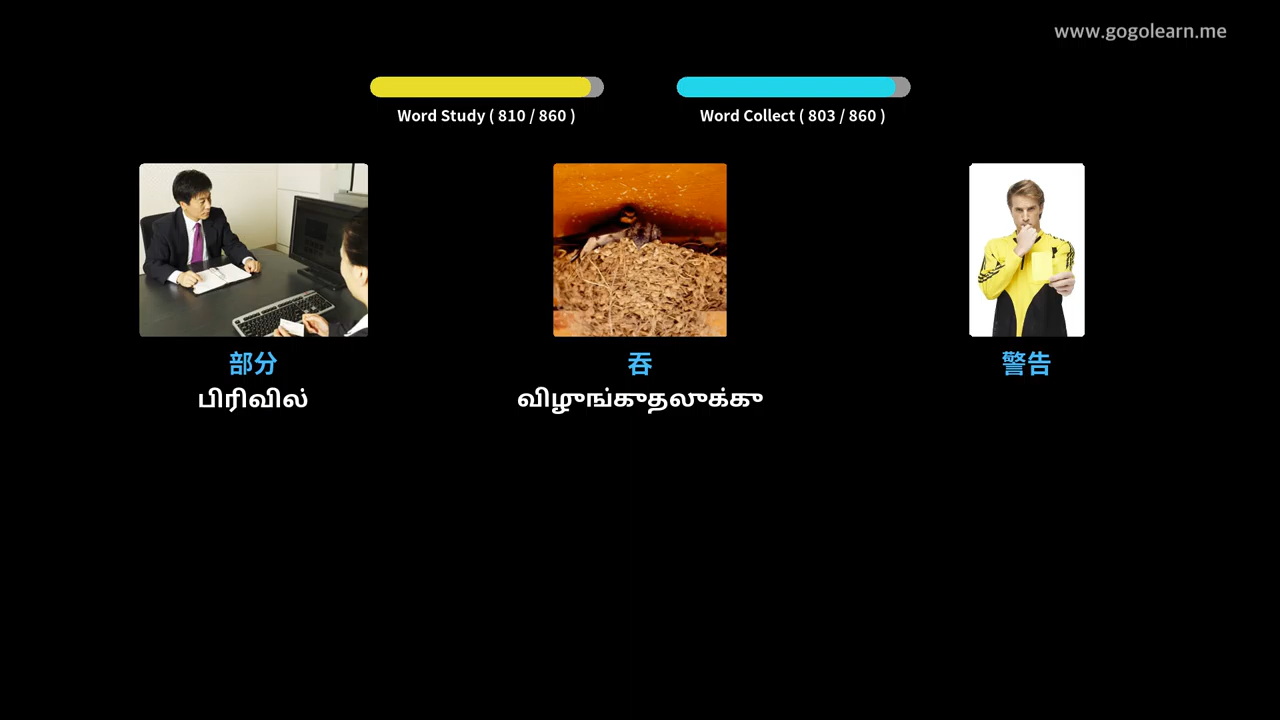 www.gogolearn.me
Word Study ( 810 / 860 )
Word Collect ( 803 / 860 )
部分
பிரிவில்
吞
விழுங்குதலுக்கு
警告